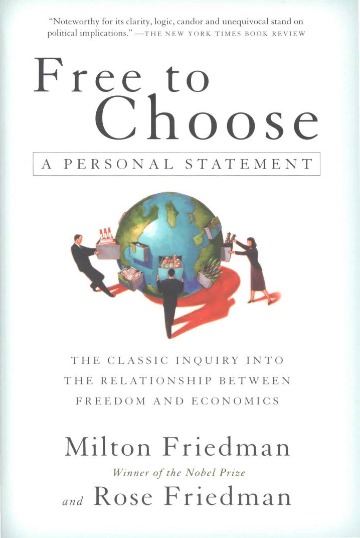 "Noteworthy for its clarity, logic, candor and unequivocal stand on
political implications." —THE NEW YORK TIMES BOOK REVIEW
Free to
Choose
A PERSONAL STATEMENT
THE CLASSIC INQUIRY INTO
THE RELATIONSHIP BETWEEN
FREEDOM AND ECONOMICS
Milton Friedman
Winner of the Nobel Prize
and Rose Friedman